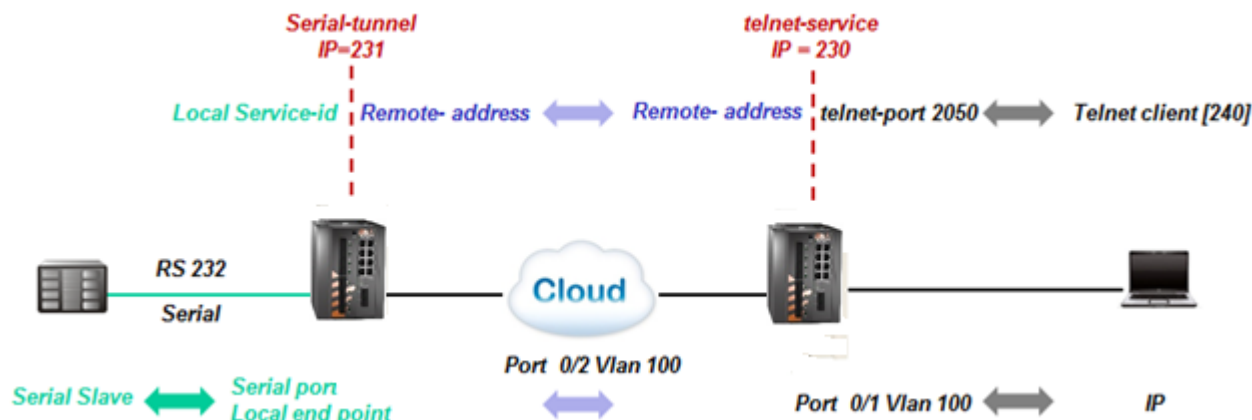 Serial-tunnel
IP=231
telnet-service
IP = 230
Local Service-id
Remote- address
Remote- address
telnet-port 2050
Telnet client [240]
RS 232
Serial
Cloud
Port 0/2 Vlan 100
Serial Slave
Serial port
Local end point
Port 0/1 Vlan 100
IP